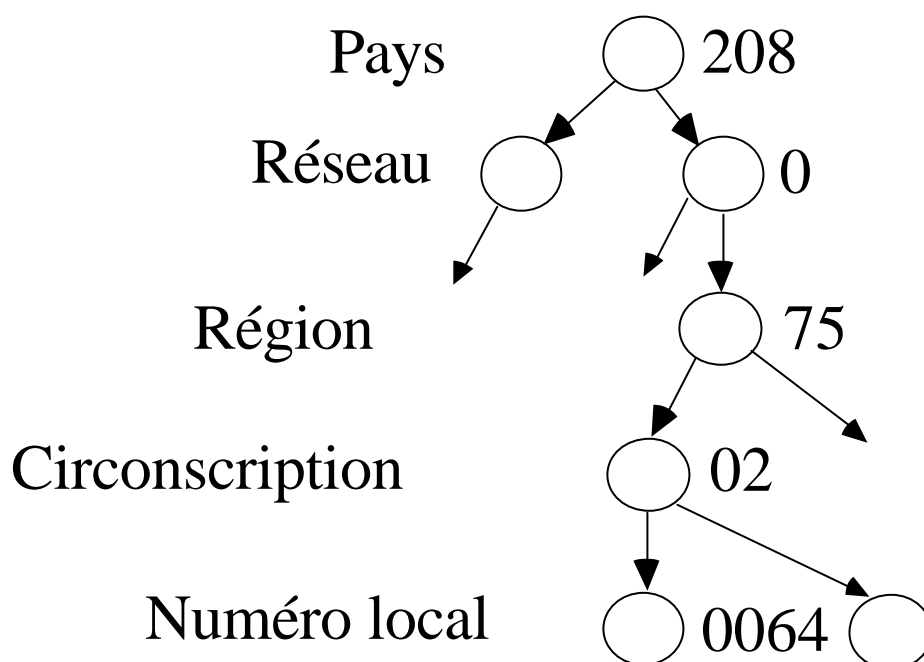 Pays 208
Réseau 0
Région 75
Circonscription 02
Numéro local 0064